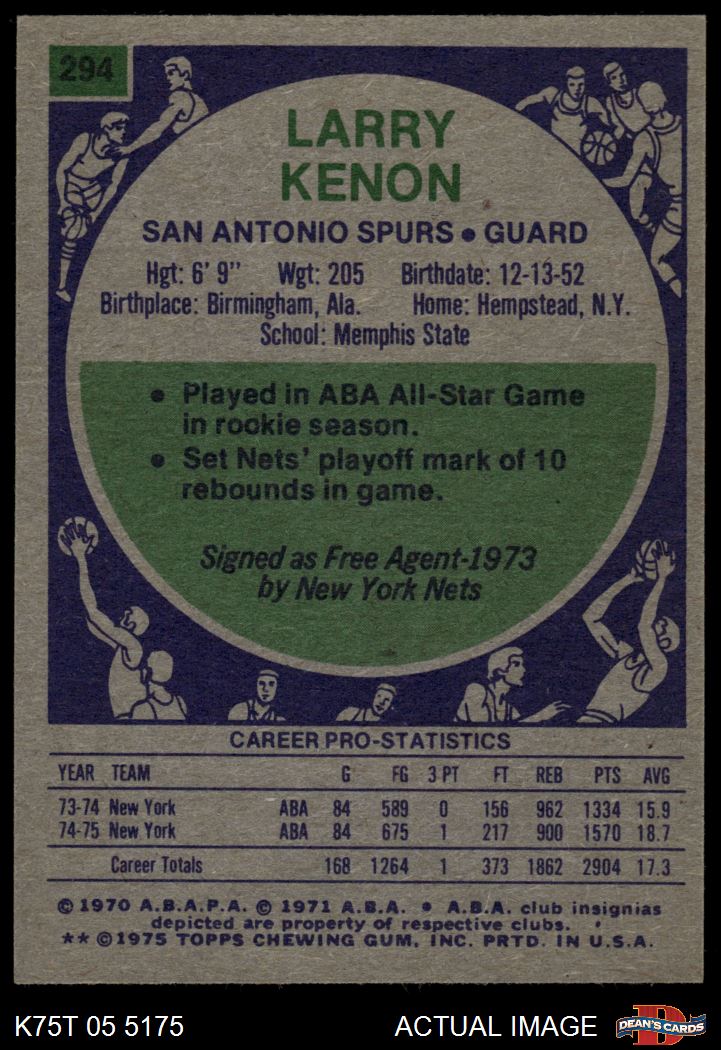 294
LARRY
KENON
SAN ANTONIO SPURS • GUARD
Hgt: 6' 9" Wgt: 205 Birthdate: 12-13-52
Birthplace: Birmingham, Ala. Home: Hempstead, N.Y.
School: Memphis State
• Played in ABA All-Star Game
in rookie season.
• Set Nets' playoff mark of 10
rebounds in game.
Signed as Free Agent-1973
by New York Nets
CAREER PRO-STATISTICS
YEAR TEAM G FG 3 PT FT REB PTS AVG
73-74 New York ABA 84 589 0 156 962 1334 15.9
74-75 New York ABA 84 675 1 217 900 1570 18.7
Career Totals 168 1264 1 373 1862 2904 17.3
© 1970 A.B.A.P.A. © 1971 A.B.A. • A.B.A. club insignias
depicted are property of respective clubs.
** ©1975 TOPPS CHEWING GUM, INC. PRTD. IN U.S.A.
K75T 05 5175 ACTUAL IMAGE D DEAN'S CARDS